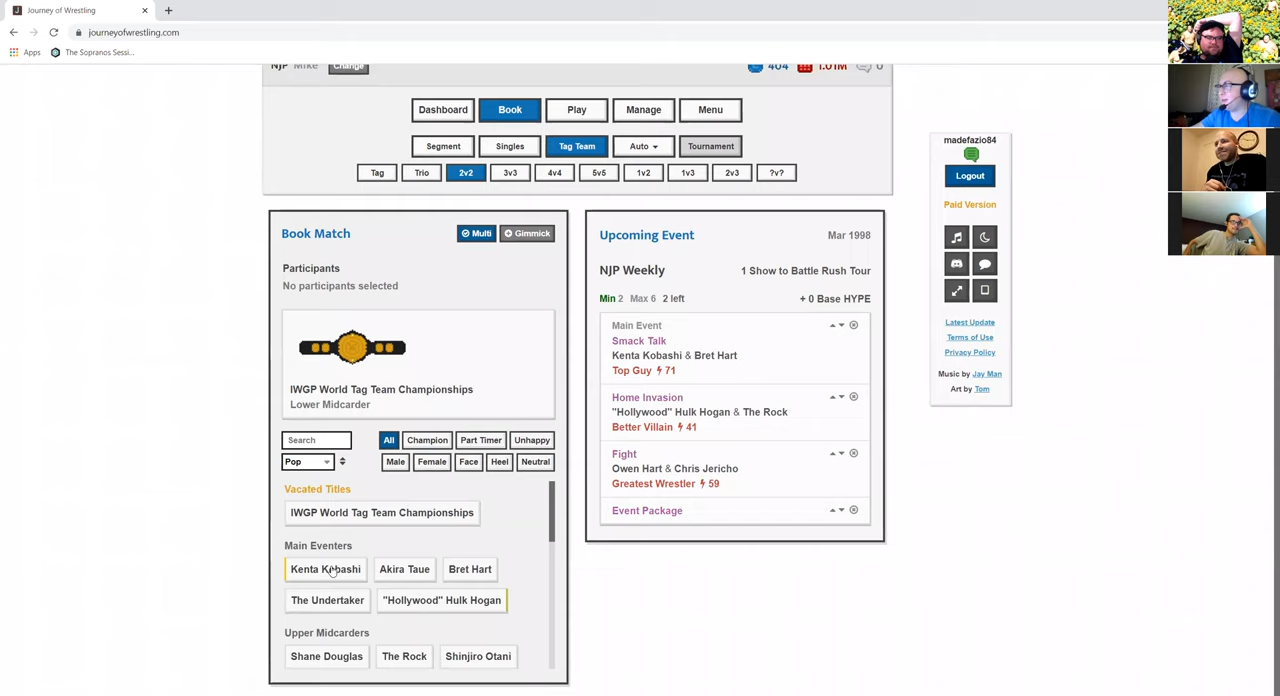 Journey of Wrestling
journeyofwrestling.com
Apps
The Sopranos Sessi...
NJP Mike Change
404 1.01M 0
Dashboard Book Play Manage Menu
Segment Singles Tag Team Auto Tournament
Tag Trio 2v2 3v3 4v4 5v5 1v2 1v3 2v3 ?v?
Book Match Multi Gimmick
Participants
No participants selected
IWGP World Tag Team Championships
Lower Midcarder
Search All Champion Part Timer Unhappy
Pop Male Female Face Heel Neutral
Vacated Titles
IWGP World Tag Team Championships
Main Eventers
Kenta Kobashi Akira Taue Bret Hart
The Undertaker "Hollywood" Hulk Hogan
Upper Midcarders
Shane Douglas The Rock Shinjiro Otani
Upcoming Event Mar 1998
NJP Weekly 1 Show to Battle Rush Tour
Min 2 Max 6 2 left + 0 Base HYPE
Main Event
Smack Talk
Kenta Kobashi & Bret Hart
Top Guy 71
Home Invasion
"Hollywood" Hulk Hogan & The Rock
Better Villain 41
Fight
Owen Hart & Chris Jericho
Greatest Wrestler 59
Event Package
madefazio84
Logout
Paid Version
Latest Update
Terms of Use
Privacy Policy
Music by Jay Man
Art by Tom